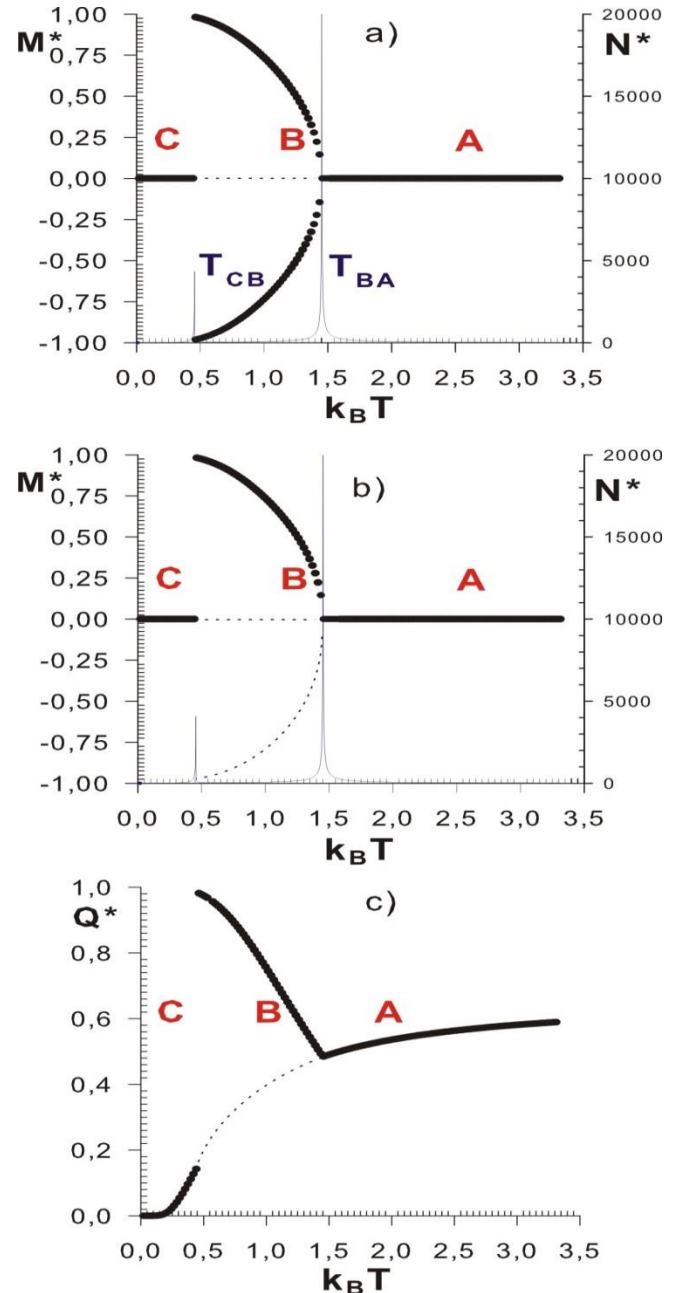 M*
1,00
0,75
0,50
0,25
0,00
-0,25
-0,50
-0,75
-1,00
a)
N*
20000
15000
10000
5000
0
C
B
A
T_CB
T_BA
0,0 0,5 1,0 1,5 2,0 2,5 3,0 3,5
k_BT
M*
1,00
0,75
0,50
0,25
0,00
-0,25
-0,50
-0,75
-1,00
b)
N*
20000
15000
10000
5000
0
C
B
A
0,0 0,5 1,0 1,5 2,0 2,5 3,0 3,5
k_BT
Q*
1,0
0,8
0,6
0,4
0,2
0,0
c)
C
B
A
0,0 0,5 1,0 1,5 2,0 2,5 3,0 3,5
k_BT